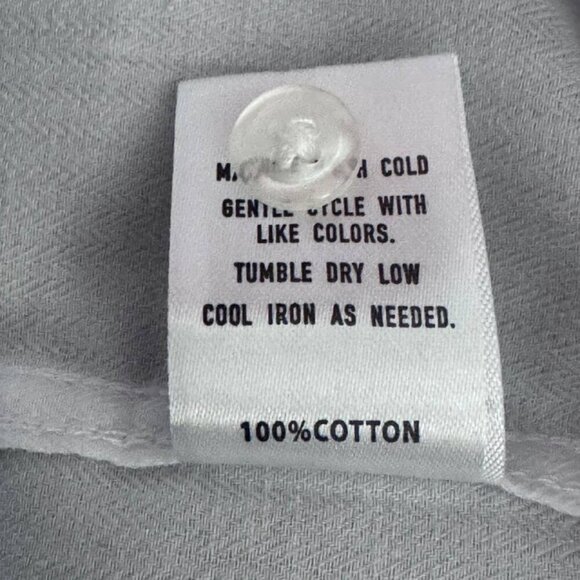 COLD
GENTLE CYCLE WITH
LIKE COLORS.
TUMBLE DRY LOW
COOL IRON AS NEEDED.
100%COTTON